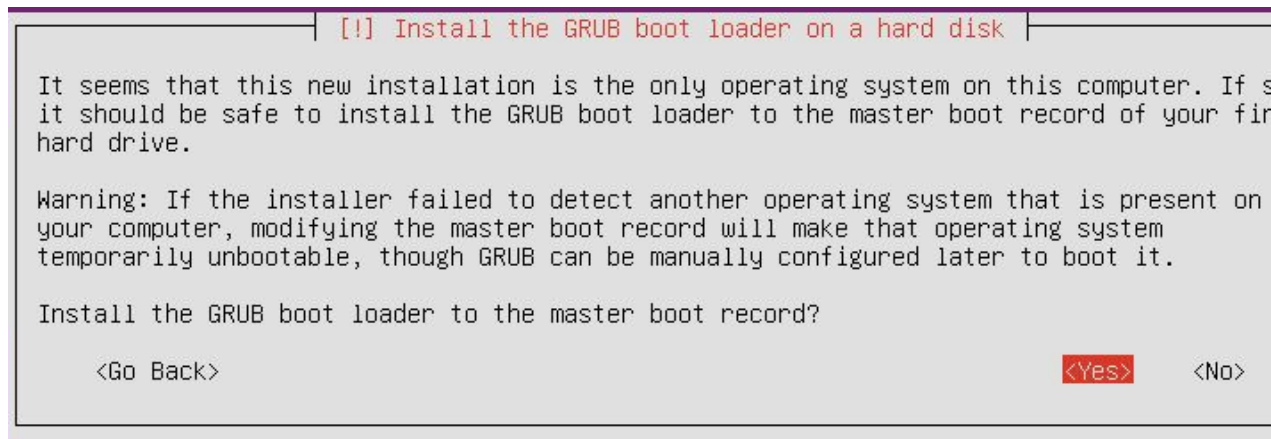 [!] Install the GRUB boot loader on a hard disk
It seems that this new installation is the only operating system on this computer. If
it should be safe to install the GRUB boot loader to the master boot record of your
hard drive.
Warning: If the installer failed to detect another operating system that is present on
your computer, modifying the master boot record will make that operating system
temporarily unbootable, though GRUB can be manually configured later to boot it.
Install the GRUB boot loader to the master boot record?
<Go Back> <Yes> <No>